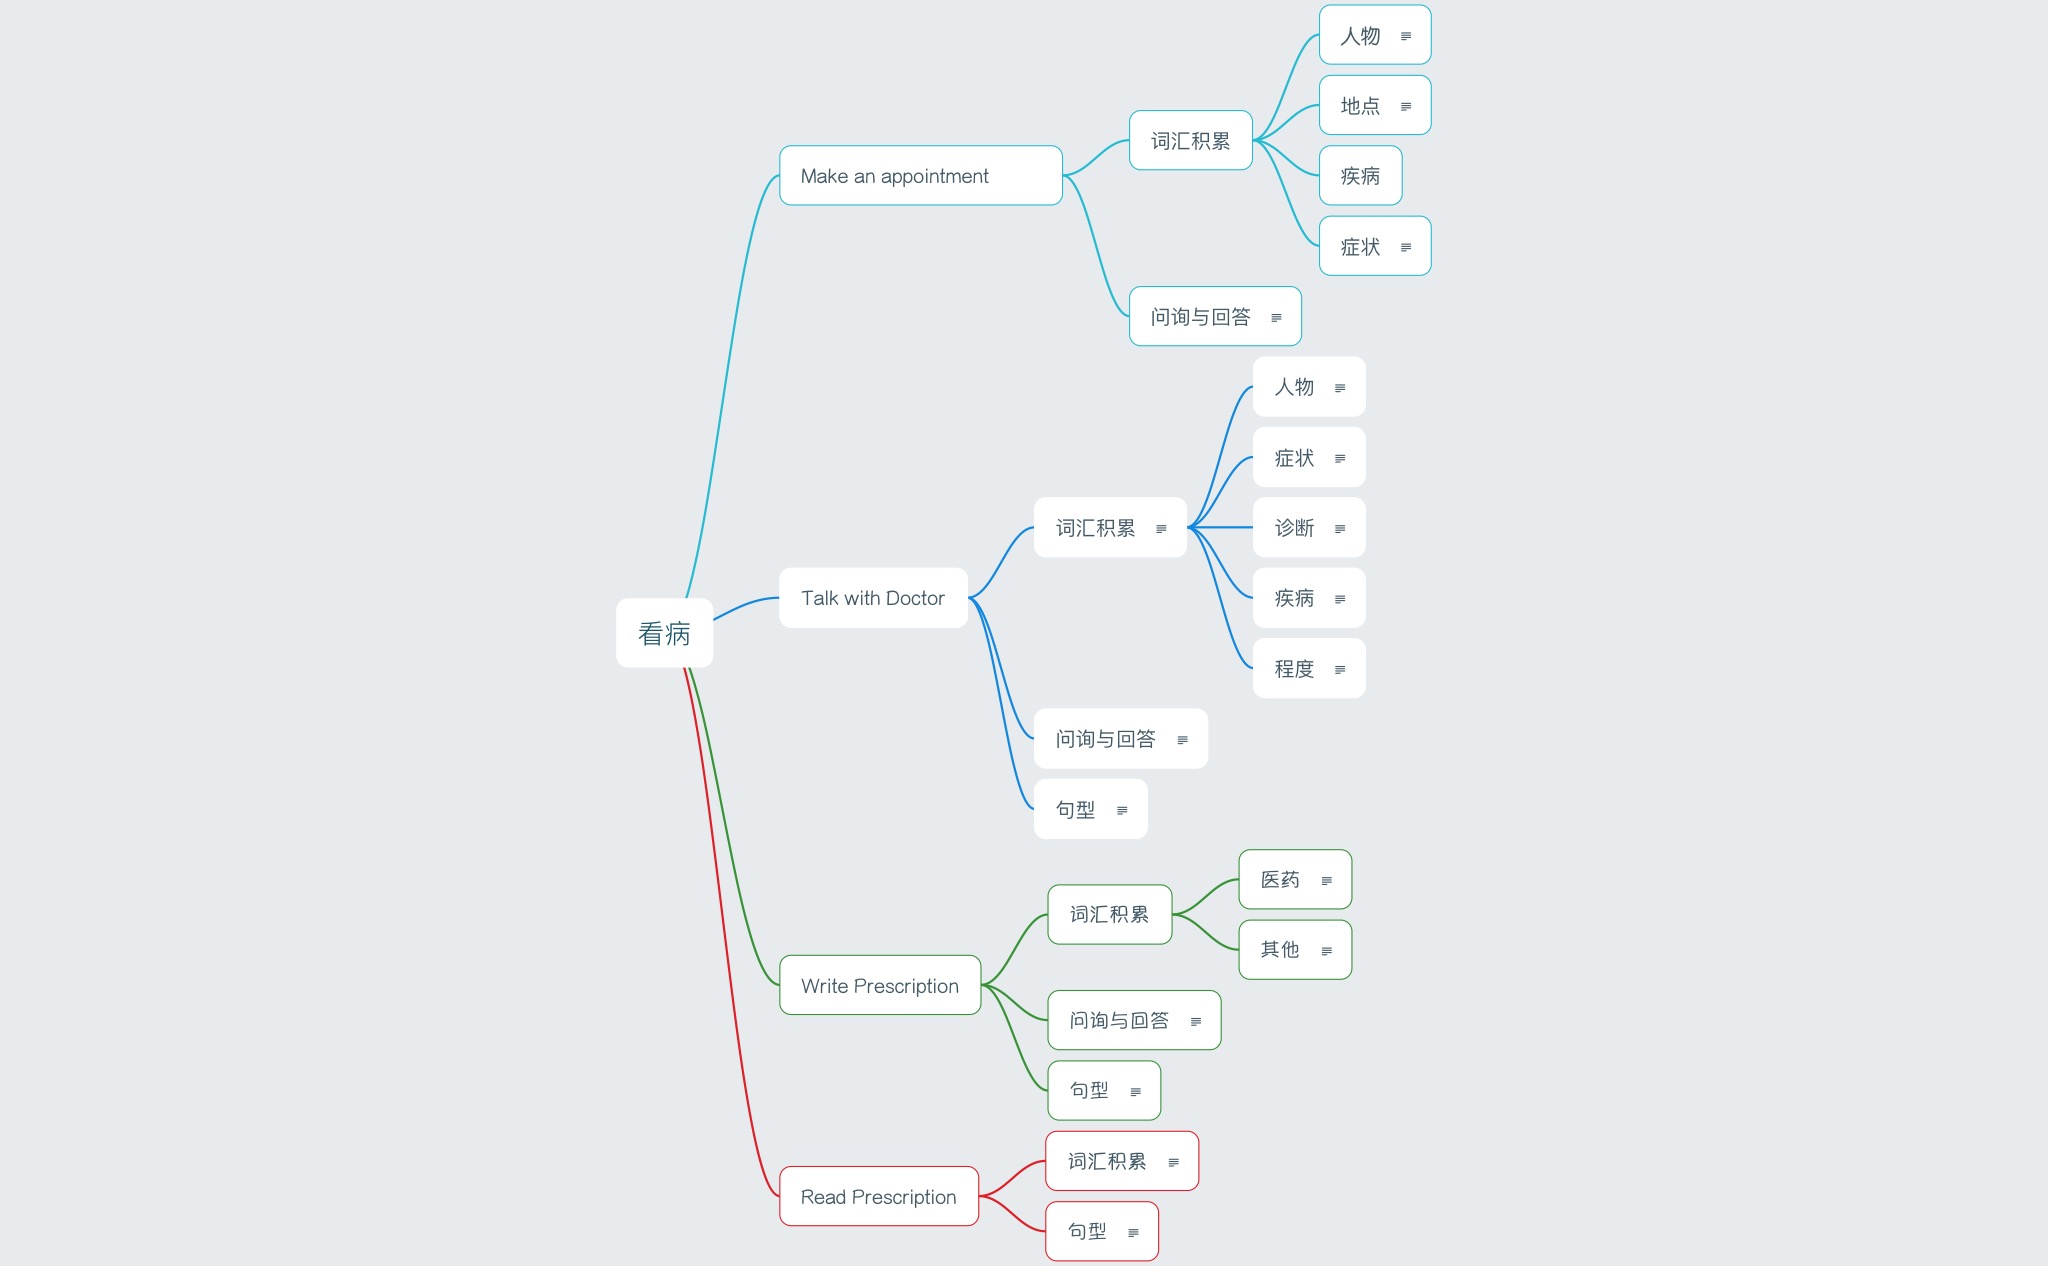 看病
Make an appointment
词汇积累
人物
地点
疾病
症状
问询与回答
Talk with Doctor
词汇积累
人物
症状
诊断
疾病
程度
问询与回答
句型
Write Prescription
词汇积累
医药
其他
问询与回答
句型
Read Prescription
词汇积累
句型